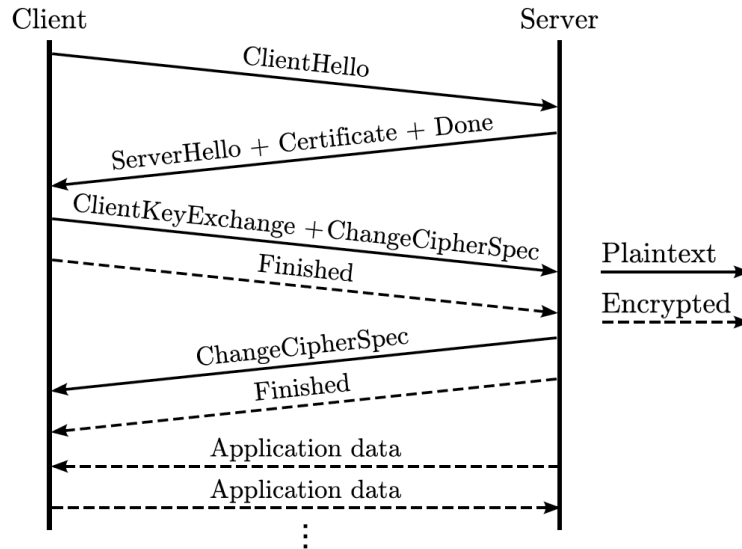 Client
Server
ClientHello
ServerHello + Certificate + Done
ClientKeyExchange +ChangeCipherSpec
Finished
Plaintext
Encrypted
ChangeCipherSpec
Finished
Application data
Application data
⋮